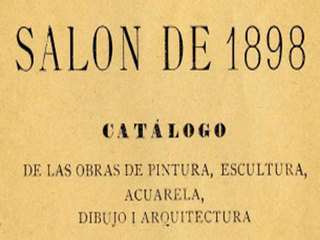 SALON DE 1898
CATÁLOGO
DE LAS OBRAS DE PINTURA, ESCULTURA,
ACUARELA,
DIBUJO I ARQUITECTURA